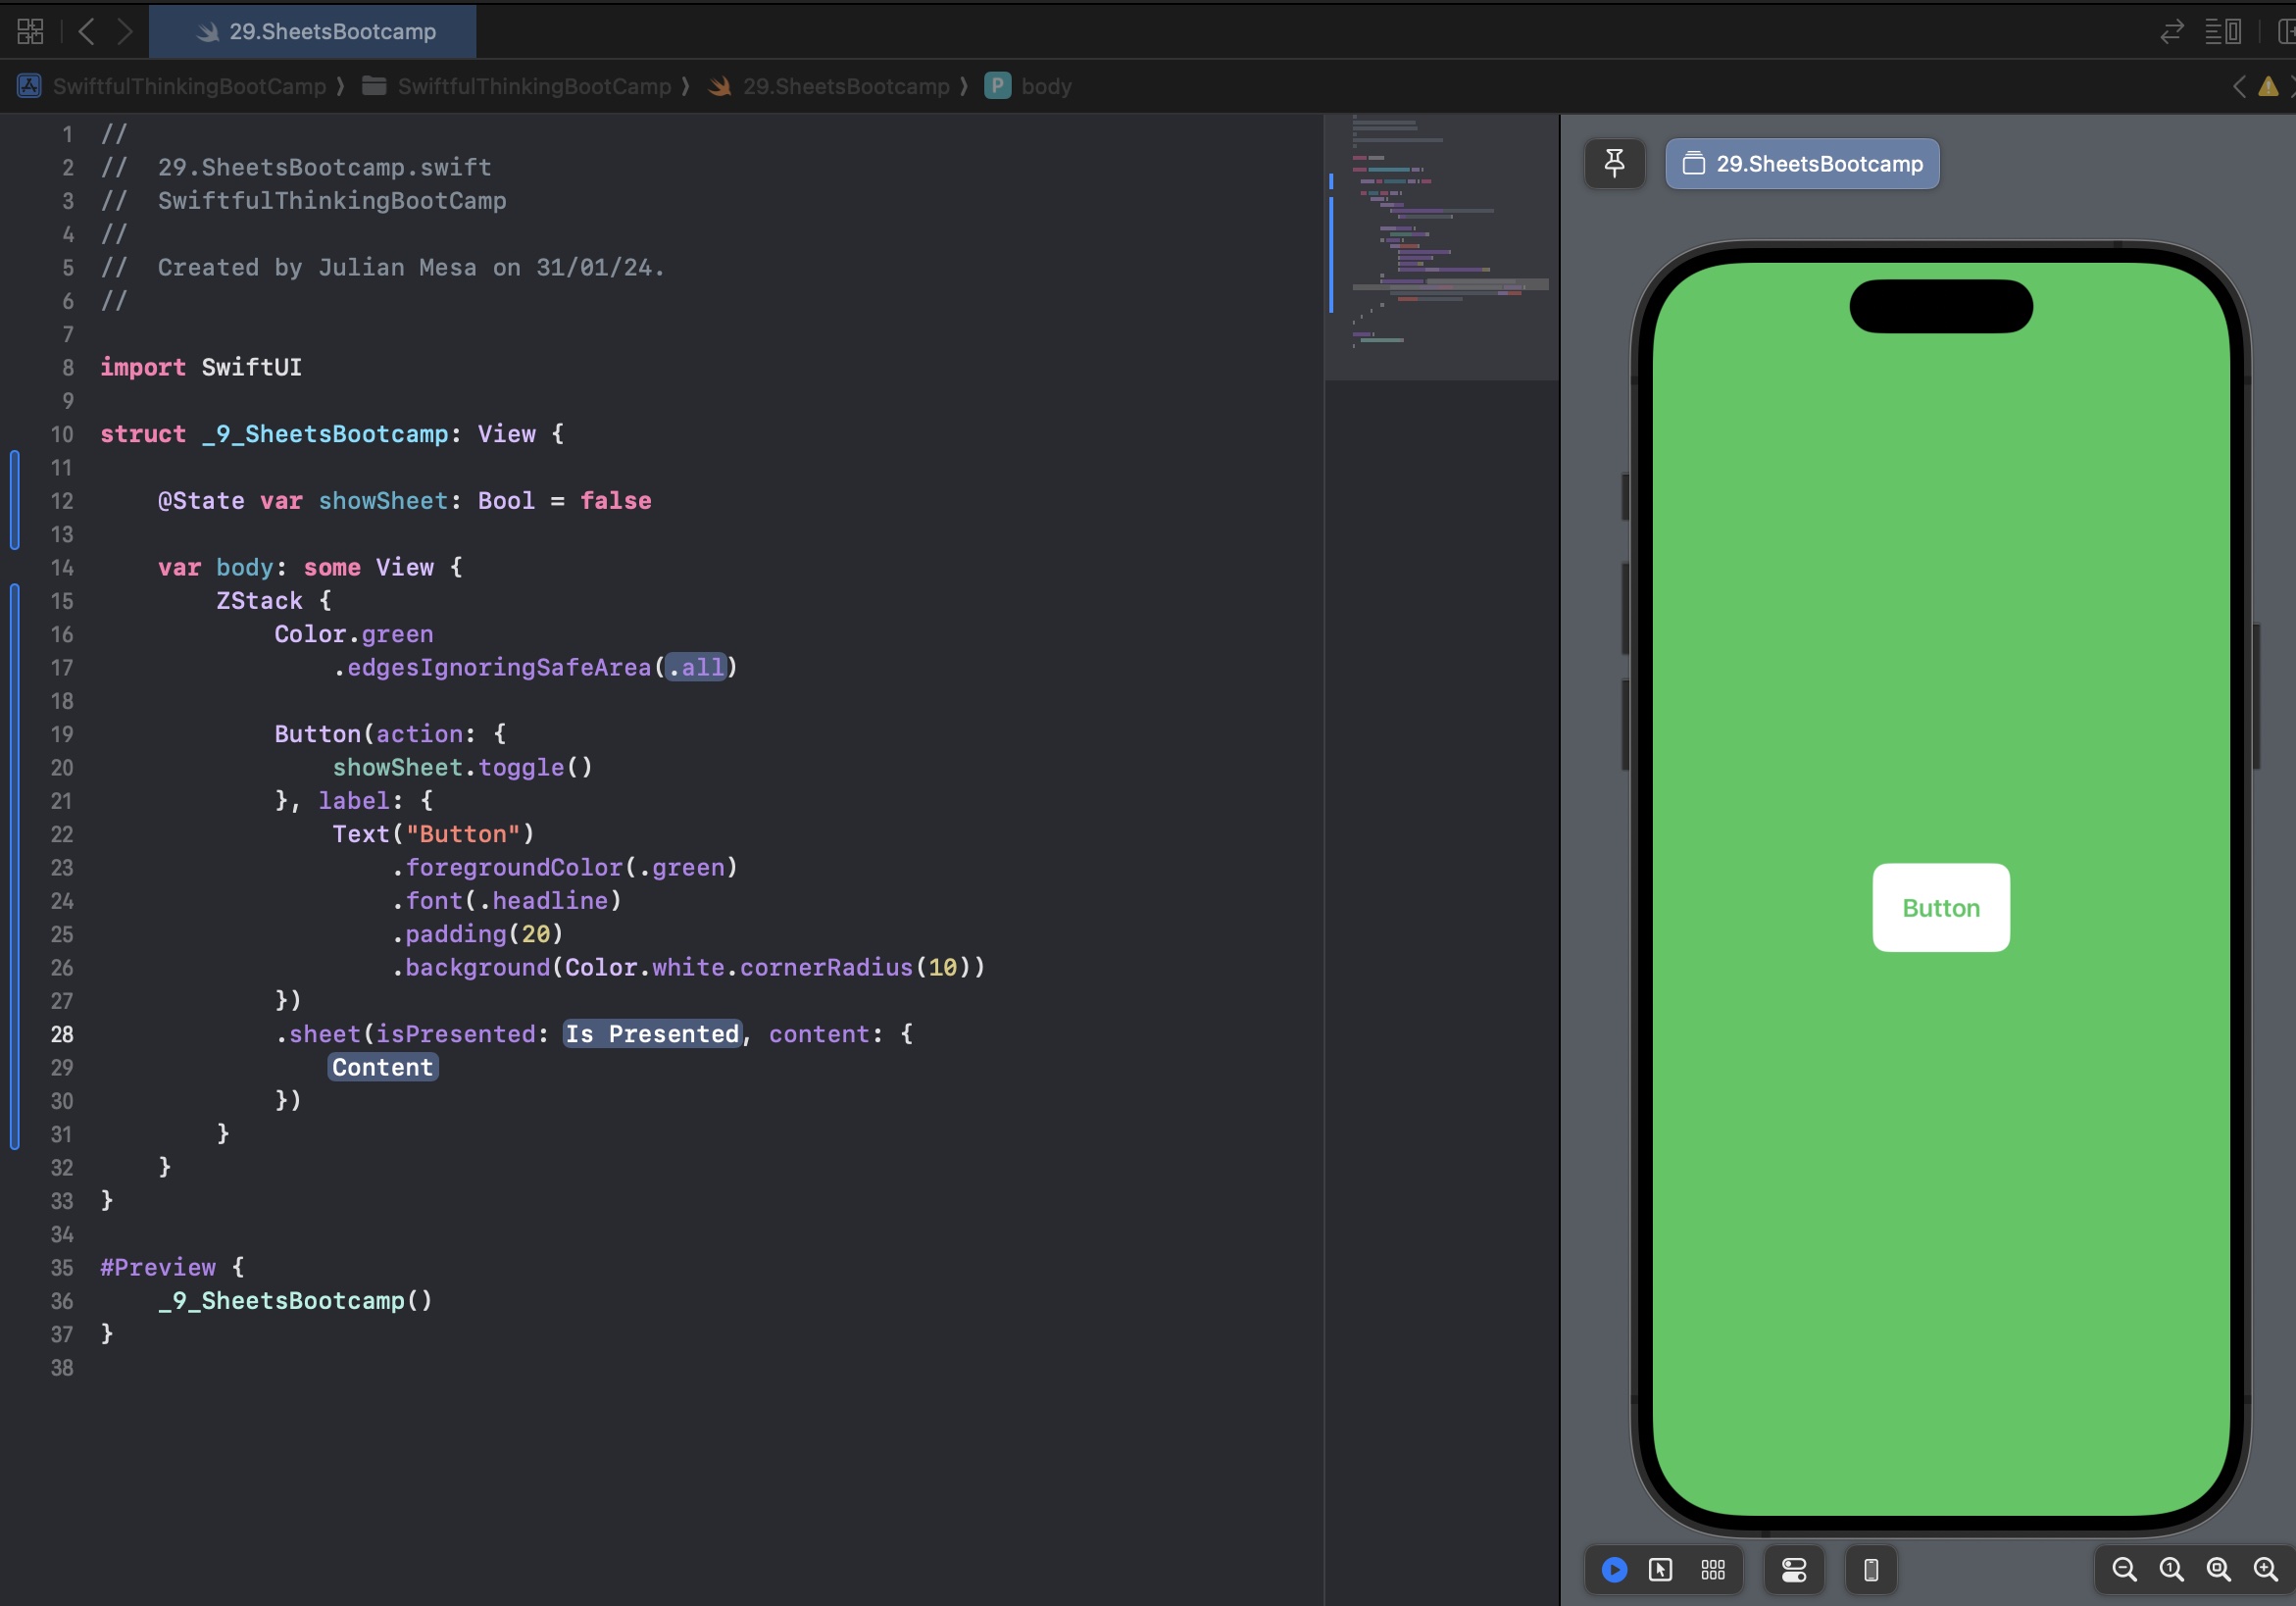 29.SheetsBootcamp
SwiftfulThinkingBootCamp ⟩ SwiftfulThinkingBootCamp ⟩ 29.SheetsBootcamp ⟩ P body
1 //
2 //  29.SheetsBootcamp.swift
3 //  SwiftfulThinkingBootCamp
4 //
5 //  Created by Julian Mesa on 31/01/24.
6 //
7
8 import SwiftUI
9
10 struct _9_SheetsBootcamp: View {
11
12     @State var showSheet: Bool = false
13
14     var body: some View {
15         ZStack {
16             Color.green
17                 .edgesIgnoringSafeArea(.all)
18
19             Button(action: {
20                 showSheet.toggle()
21             }, label: {
22                 Text("Button")
23                     .foregroundColor(.green)
24                     .font(.headline)
25                     .padding(20)
26                     .background(Color.white.cornerRadius(10))
27             })
28             .sheet(isPresented: Is Presented, content: {
29                 Content
30             })
31         }
32     }
33 }
34
35 #Preview {
36     _9_SheetsBootcamp()
37 }
38
29.SheetsBootcamp
Button